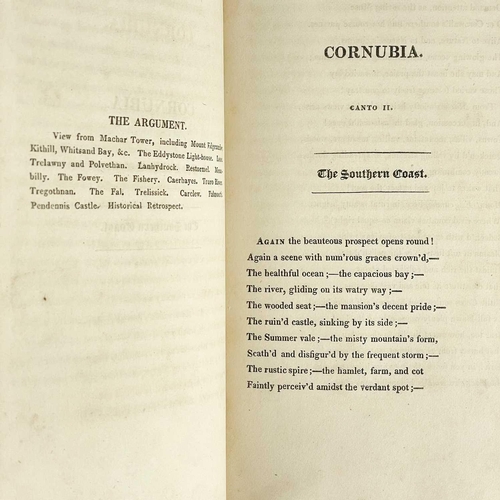 THE ARGUMENT.
View from Machar Tower, including Mount Edgcumbe,
Kithill, Whitsand Bay, &c. The Eddystone Light-house. Looe.
Trelawny and Polvethan. Lanhydrock. Restormel. Men-
billy. The Fowey. The Fishery. Caerhayes. Truro River.
Tregothnan. The Fal. Trelissick. Carclew. Falmouth.
Pendennis Castle. Historical Retrospect.
CORNUBIA.
CANTO II.
The Southern Coast.
AGAIN the beauteous prospect opens round!
Again a scene with num'rous graces crown'd,—
The healthful ocean;—the capacious bay;—
The river, gliding on its watry way;—
The wooded seat;—the mansion's decent pride;—
The ruin'd castle, sinking by its side;—
The Summer vale;—the misty mountain's form,
Scath'd and disfigur'd by the frequent storm;—
The rustic spire;—the hamlet, farm, and cot
Faintly perceiv'd amidst the verdant spot;—